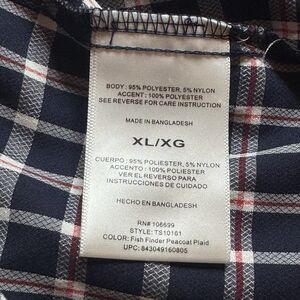 BODY : 95% POLYESTER, 5% NYLON
ACCENT : 100% POLYESTER
SEE REVERSE FOR CARE INSTRUCTION
MADE IN BANGLADESH
XL/XG
CUERPO : 95% POLIESTER, 5% NYLON
ACCENTO : 100% POLIESTER
VER EL REVERSO PARA
INSTRUCCIONES DE CUIDADO
HECHO EN BANGLADESH
RN# 106699
STYLE: TS10161
COLOR: Fish Finder Peacoat Plaid
UPC: 843049160805